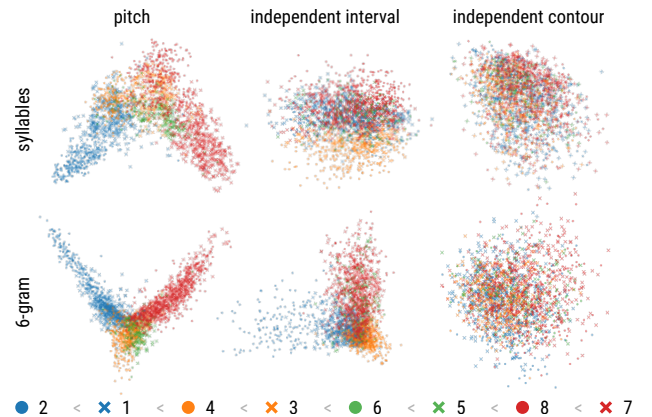 pitch independent interval independent contour
syllables
6-gram
2 < 1 < 4 < 3 < 6 < 5 < 8 < 7